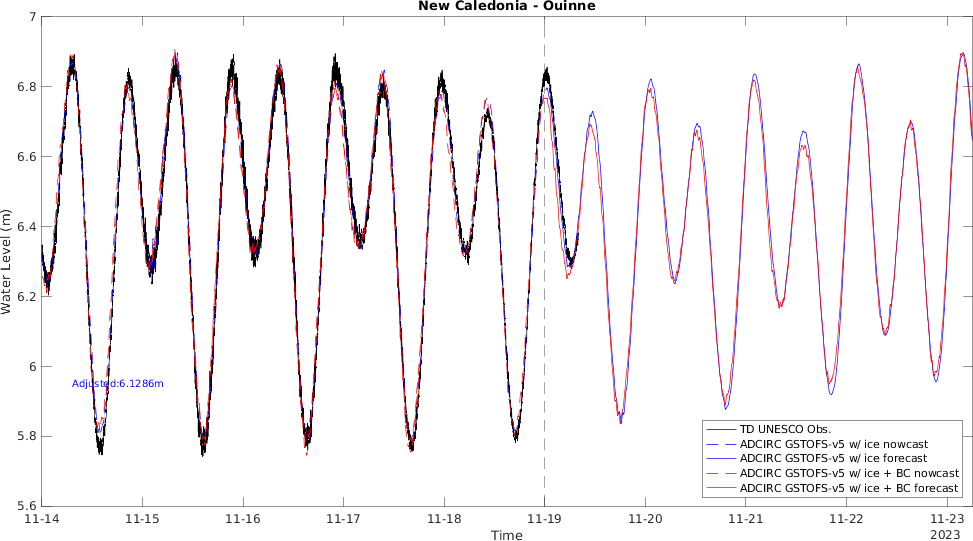 New Caledonia - Ouinne
7
6.8
6.6
6.4
6.2
6
5.8
5.6
Water Level (m)
Adjusted:6.1286m
TD UNESCO Obs.
ADCIRC GSTOFS-v5 w/ ice nowcast
ADCIRC GSTOFS-v5 w/ ice forecast
ADCIRC GSTOFS-v5 w/ ice + BC nowcast
ADCIRC GSTOFS-v5 w/ ice + BC forecast
11-14 11-15 11-16 11-17 11-18 11-19 11-20 11-21 11-22 11-23
2023
Time